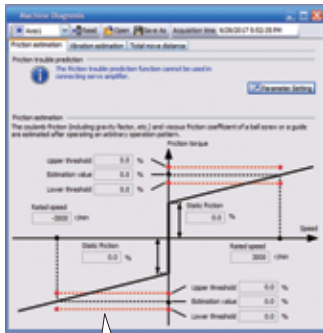 Machine Diagnosis
Axis1 Read Open Save As Acquisition time 9/28/2017 5:52:35 PM
Friction estimation Vibration estimation Total move distance
Friction trouble prediction
The friction trouble prediction function cannot be used in
connecting servo amplifier.
Parameter Setting
Friction estimation
The coulomb friction (including gravity factor, etc.) and viscous friction coefficient of a ball screw or a guide
are estimated after operating an arbitrary operation pattern.
Friction torque
Upper threshold 0.0 %
Estimation value 0.0 %
Lower threshold 0.0 %
Rated speed
-3000 r/min
Static friction
0.0 %
Speed
Static friction
0.0 %
Rated speed
3000 r/min
Upper threshold 0.0 %
Estimation value 0.0 %
Lower threshold 0.0 %